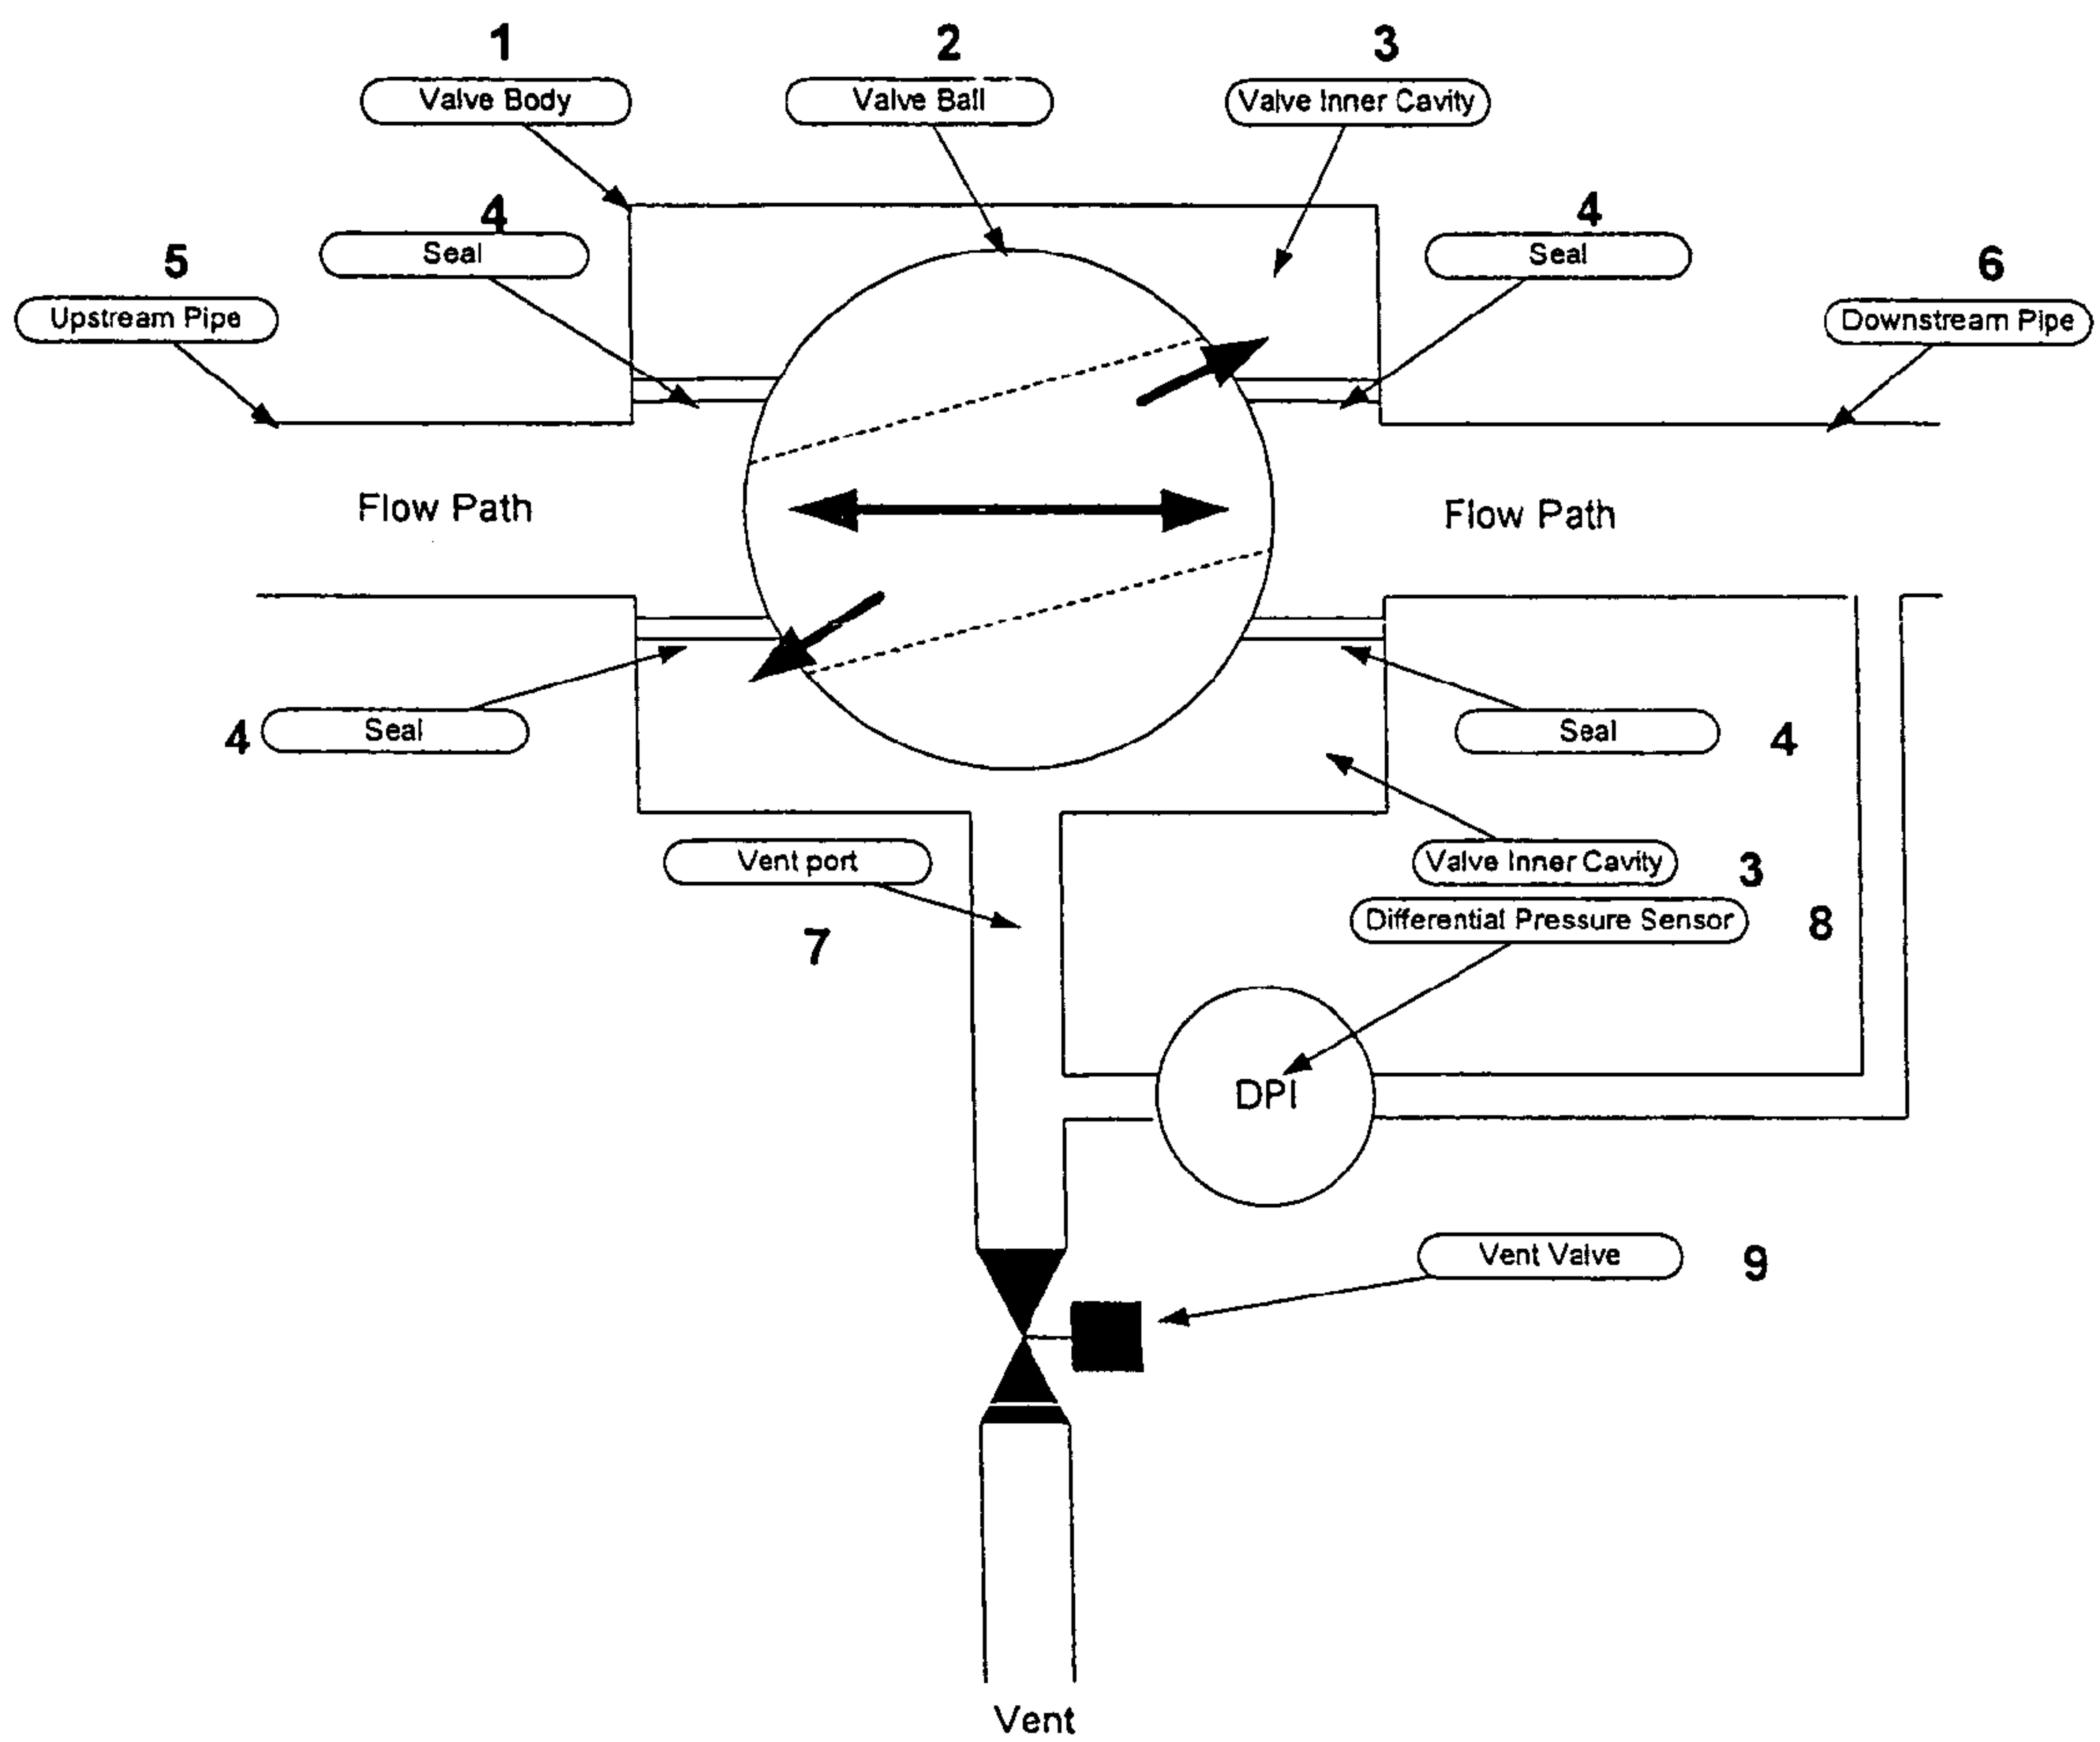 1
2
3
Valve Body
Valve Ball
Valve Inner Cavity
4
4
Seal
Seal
5
6
Upstream Pipe
Downstream Pipe
Flow Path
Flow Path
4
Seal
Seal
4
Vent port
Valve Inner Cavity
3
7
Differential Pressure Sensor
8
DPI
Vent Valve
9
Vent